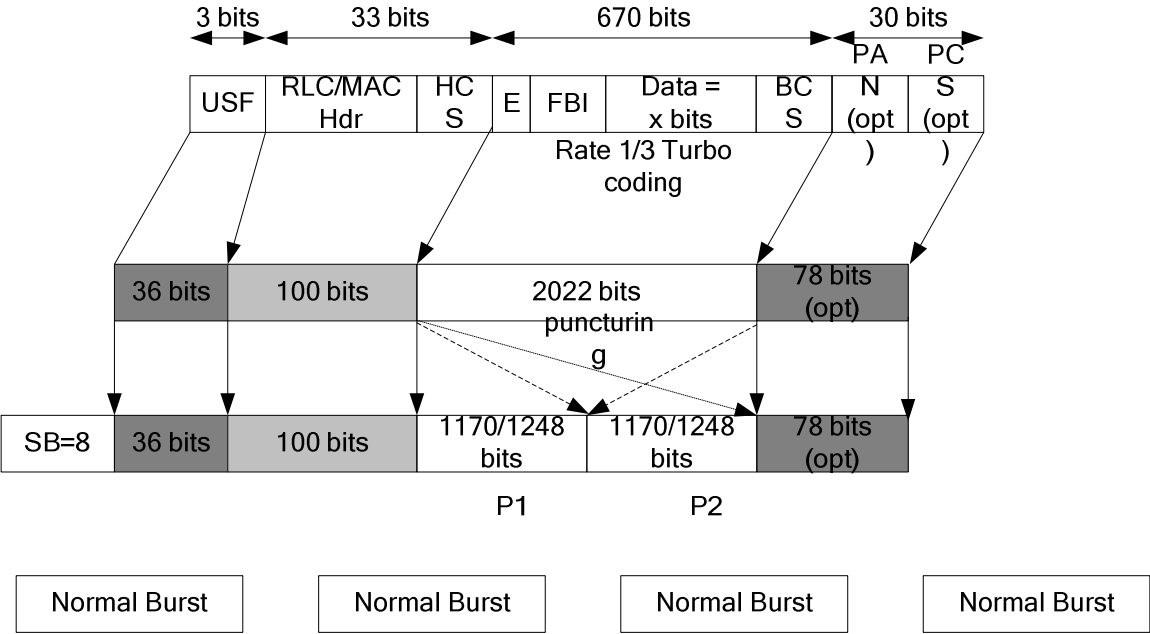 3 bits
33 bits
670 bits
30 bits
USF
RLC/MAC
Hdr
HC
S
E
FBI
Data =
x bits
BC
S
PA
N
(opt
)
PC
S
(opt
)
Rate 1/3 Turbo
coding
36 bits
100 bits
2022 bits
78 bits
(opt)
puncturin
g
SB=8
36 bits
100 bits
1170/1248
bits
1170/1248
bits
78 bits
(opt)
P1
P2
Normal Burst
Normal Burst
Normal Burst
Normal Burst